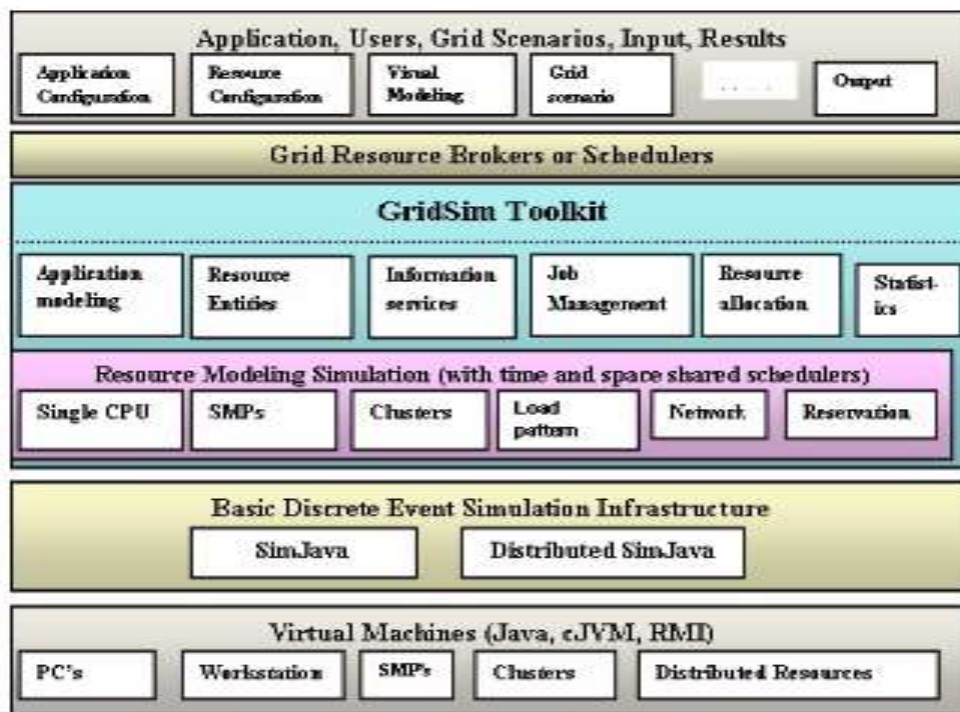 Application, Users, Grid Scenarios, Input, Results
Application
Configuration
Resource
Configuration
Visual
Modeling
Grid
scenario
. . . .
Output
Grid Resource Brokers or Schedulers
GridSim Toolkit
Application
modeling
Resource
Entities
Information
services
Job
Management
Resource
allocation
Statist-
ics
Resource Modeling Simulation (with time and space shared schedulers)
Single CPU
SMPs
Clusters
Load
pattern
Network
Reservation
Basic Discrete Event Simulation Infrastructure
SimJava
Distributed SimJava
Virtual Machines (Java, cJVM, RMI)
PC's
Workstation
SMP's
Clusters
Distributed Resources